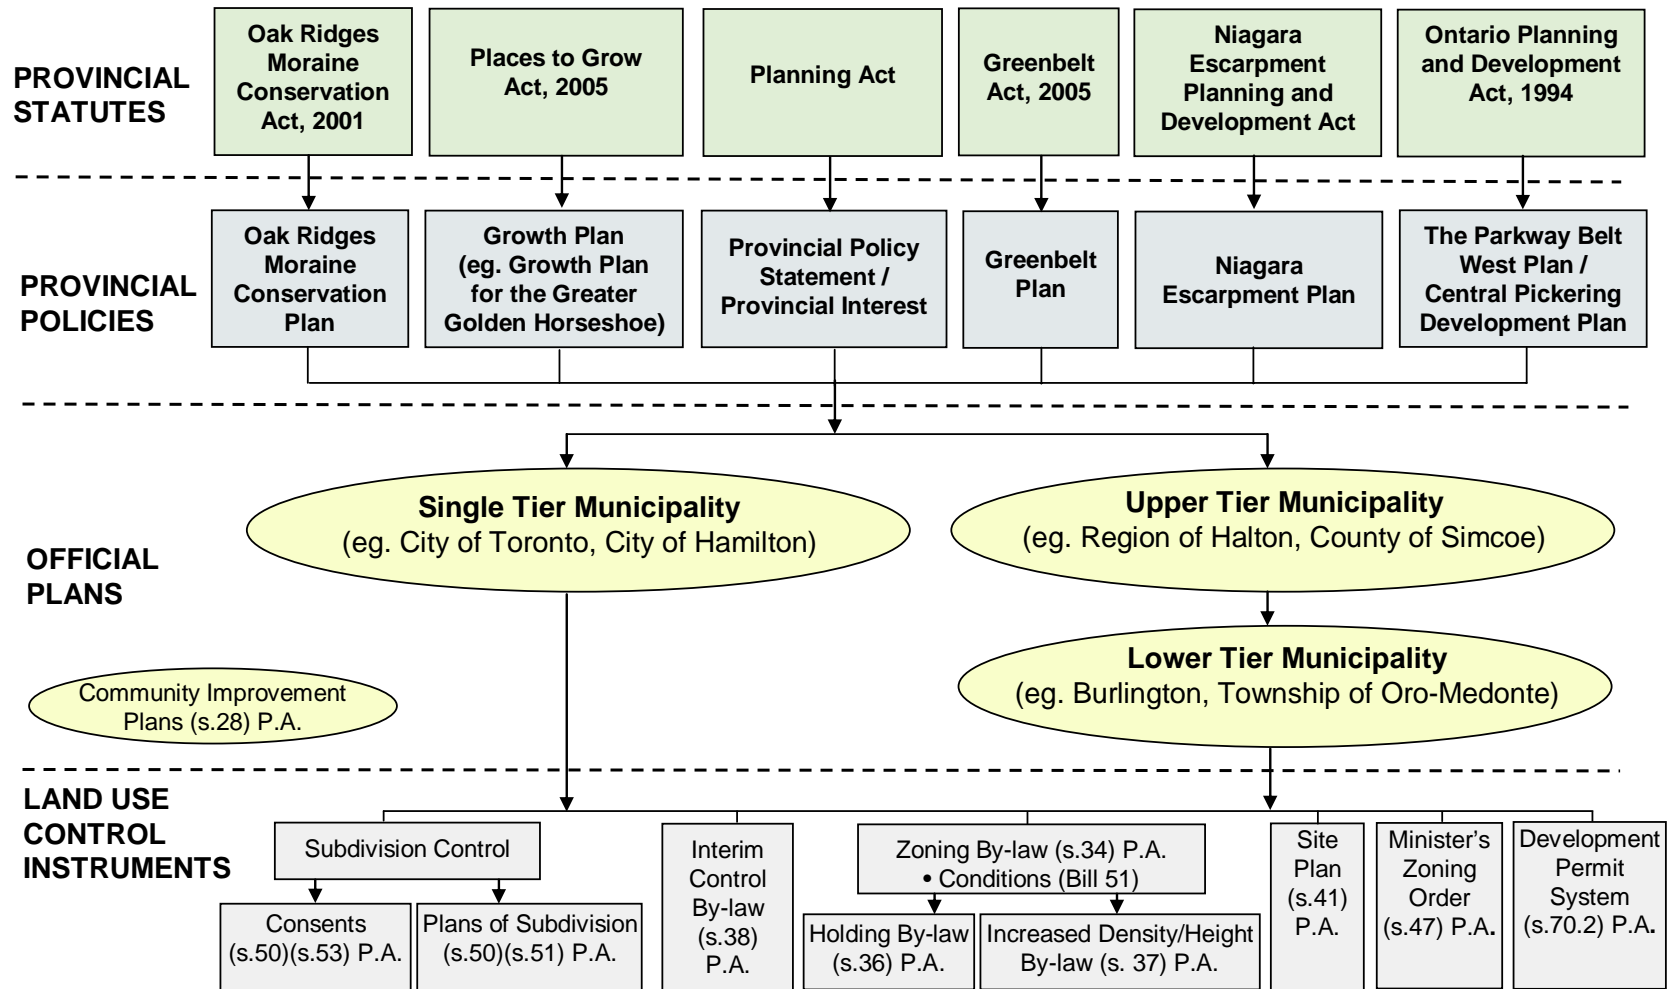 PROVINCIAL
STATUTES
Oak Ridges
Moraine
Conservation
Act, 2001
Places to Grow
Act, 2005
Planning Act
Greenbelt
Act, 2005
Niagara
Escarpment
Planning and
Development Act
Ontario Planning
and Development
Act, 1994
PROVINCIAL
POLICIES
Oak Ridges
Moraine
Conservation
Plan
Growth Plan
(eg. Growth Plan
for the Greater
Golden Horseshoe)
Provincial Policy
Statement /
Provincial Interest
Greenbelt
Plan
Niagara
Escarpment Plan
The Parkway Belt
West Plan /
Central Pickering
Development Plan
OFFICIAL
PLANS
Single Tier Municipality
(eg. City of Toronto, City of Hamilton)
Upper Tier Municipality
(eg. Region of Halton, County of Simcoe)
Lower Tier Municipality
(eg. Burlington, Township of Oro-Medonte)
Community Improvement
Plans (s.28) P.A.
LAND USE
CONTROL
INSTRUMENTS
Subdivision Control
Consents
(s.50)(s.53) P.A.
Plans of Subdivision
(s.50)(s.51) P.A.
Interim
Control
By-law
(s.38)
P.A.
Zoning By-law (s.34) P.A.
• Conditions (Bill 51)
Holding By-law
(s.36) P.A.
Increased Density/Height
By-law (s. 37) P.A.
Site
Plan
(s.41)
P.A.
Minister's
Zoning
Order
(s.47) P.A.
Development
Permit
System
(s.70.2) P.A.